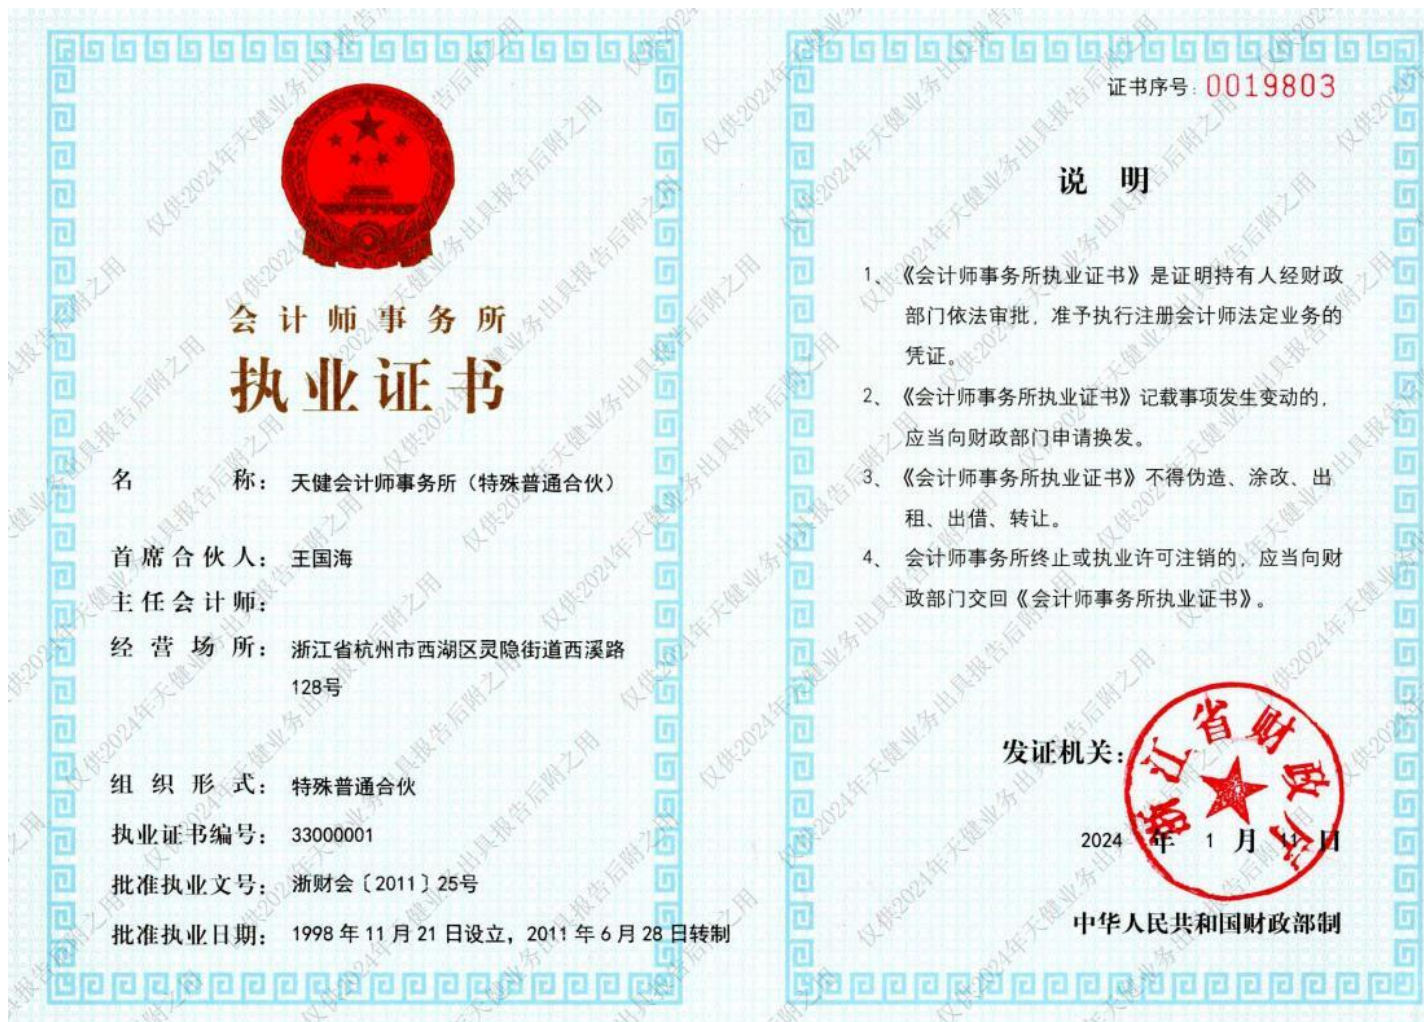 会计师事务所
执业证书
名 称：天健会计师事务所（特殊普通合伙）
首席合伙人：王国海
主任会计师：
经营场所：浙江省杭州市西湖区灵隐街道西溪路
128号
组织形式：特殊普通合伙
执业证书编号：33000001
批准执业文号：浙财会〔2011〕25号
批准执业日期：1998年11月21日设立，2011年6月28日转制
证书序号：0019803
说 明
1、《会计师事务所执业证书》是证明持有人经财政
部门依法审批，准予执行注册会计师法定业务的
凭证。
2、《会计师事务所执业证书》记载事项发生变动的，
应当向财政部门申请换发。
3、《会计师事务所执业证书》不得伪造、涂改、出
租、出借、转让。
4、会计师事务所终止或执业许可注销的，应当向财
政部门交回《会计师事务所执业证书》。
发证机关：
浙江省财政厅
2024年1月11日
中华人民共和国财政部制
仅供2024年天健业务出具报告后附之用